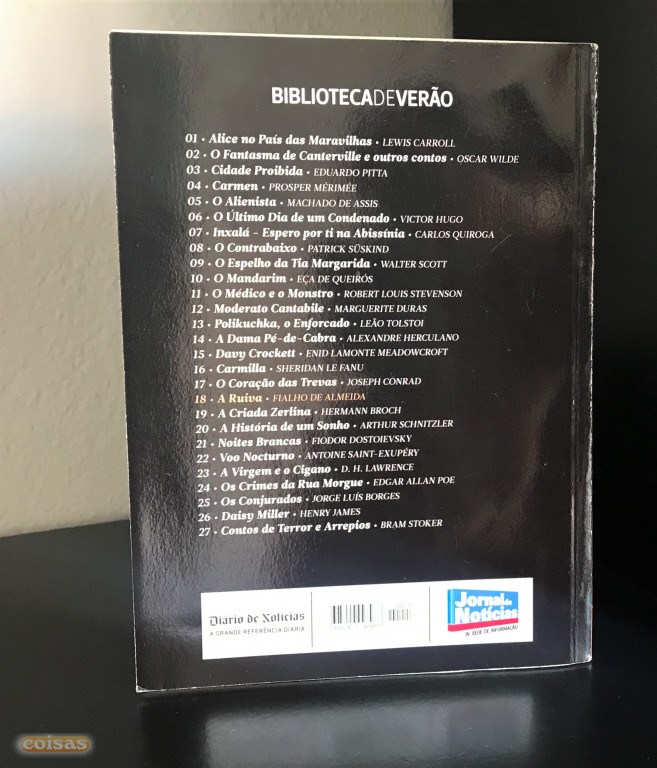 BIBLIOTECADEVERÃO
01 • Alice no País das Maravilhas • LEWIS CARROLL
02 • O Fantasma de Canterville e outros contos • OSCAR WILDE
03 • Cidade Proibida • EDUARDO PITTA
04 • Carmen • PROSPER MÉRIMÉE
05 • O Alienista • MACHADO DE ASSIS
06 • O Último Dia de um Condenado • VICTOR HUGO
07 • Inxalá - Espero por ti na Abissínia • CARLOS QUIROGA
08 • O Contrabaixo • PATRICK SÜSKIND
09 • O Espelho da Tia Margarida • WALTER SCOTT
10 • O Mandarim • EÇA DE QUEIRÓS
11 • O Médico e o Monstro • ROBERT LOUIS STEVENSON
12 • Moderato Cantabile • MARGUERITE DURAS
13 • Polikuchka, o Enforcado • LEÃO TOLSTOI
14 • A Dama Pé-de-Cabra • ALEXANDRE HERCULANO
15 • Davy Crockett • ENID LAMONTE MEADOWCROFT
16 • Carmilla • SHERIDAN LE FANU
17 • O Coração das Trevas • JOSEPH CONRAD
18 • A Ruiva • FIALHO DE ALMEIDA
19 • A Criada Zerlina • HERMANN BROCH
20 • A História de um Sonho • ARTHUR SCHNITZLER
21 • Noites Brancas • FIODOR DOSTOIEVSKY
22 • Voo Nocturno • ANTOINE SAINT-EXUPÉRY
23 • A Virgem e o Cigano • D. H. LAWRENCE
24 • Os Crimes da Rua Morgue • EDGAR ALLAN POE
25 • Os Conjurados • JORGE LUÍS BORGES
26 • Daisy Miller • HENRY JAMES
27 • Contos de Terror e Arrepios • BRAM STOKER
Diário de Notícias
A GRANDE REFERÊNCIA DIÁRIA
Jornal de
Notícias
JN, REDE DE INFORMAÇÃO
coisas